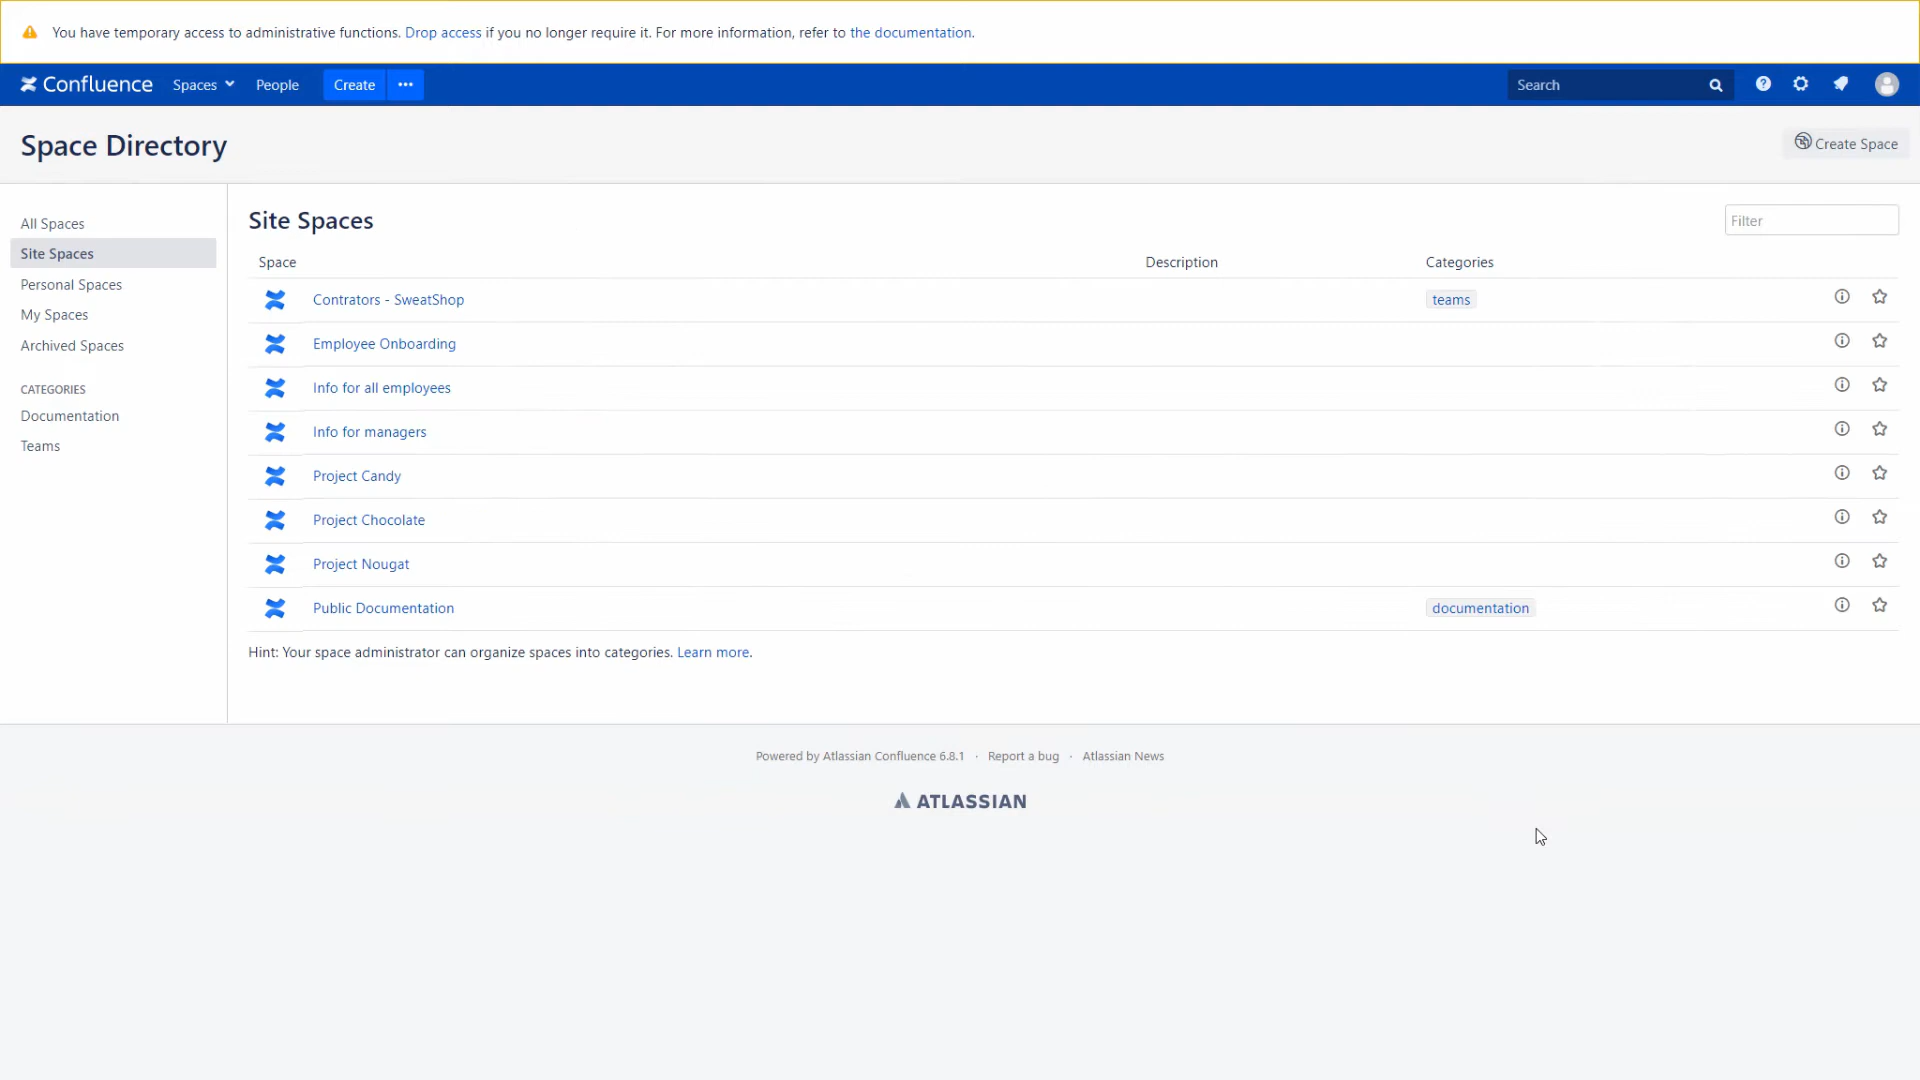 You have temporary access to administrative functions. Drop access if you no longer require it. For more information, refer to the documentation.
Confluence Spaces People Create ••• Search
Space Directory
Create Space
All Spaces
Site Spaces
Personal Spaces
My Spaces
Archived Spaces
CATEGORIES
Documentation
Teams
Site Spaces
Filter
Space Description Categories
Contrators - SweatShop teams
Employee Onboarding
Info for all employees
Info for managers
Project Candy
Project Chocolate
Project Nougat
Public Documentation documentation
Hint: Your space administrator can organize spaces into categories. Learn more.
Powered by Atlassian Confluence 6.8.1 · Report a bug · Atlassian News
ATLASSIAN